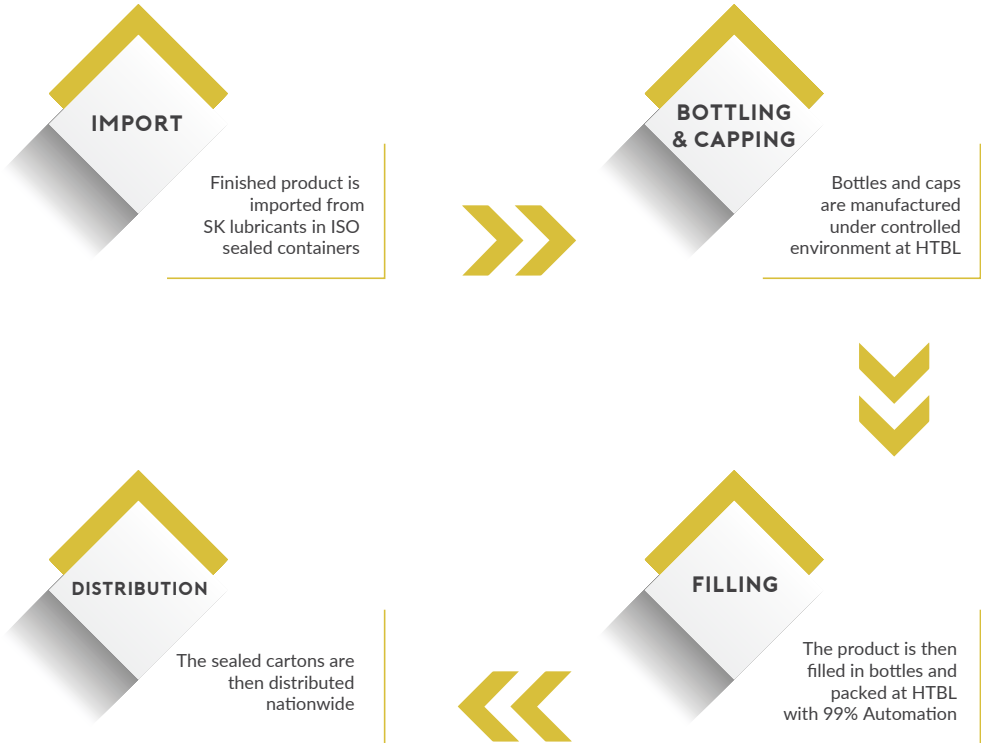 IMPORT
Finished product is
imported from
SK lubricants in ISO
sealed containers
BOTTLING
& CAPPING
Bottles and caps
are manufactured
under controlled
environment at HTBL
FILLING
The product is then
filled in bottles and
packed at HTBL
with 99% Automation
DISTRIBUTION
The sealed cartons are
then distributed
nationwide